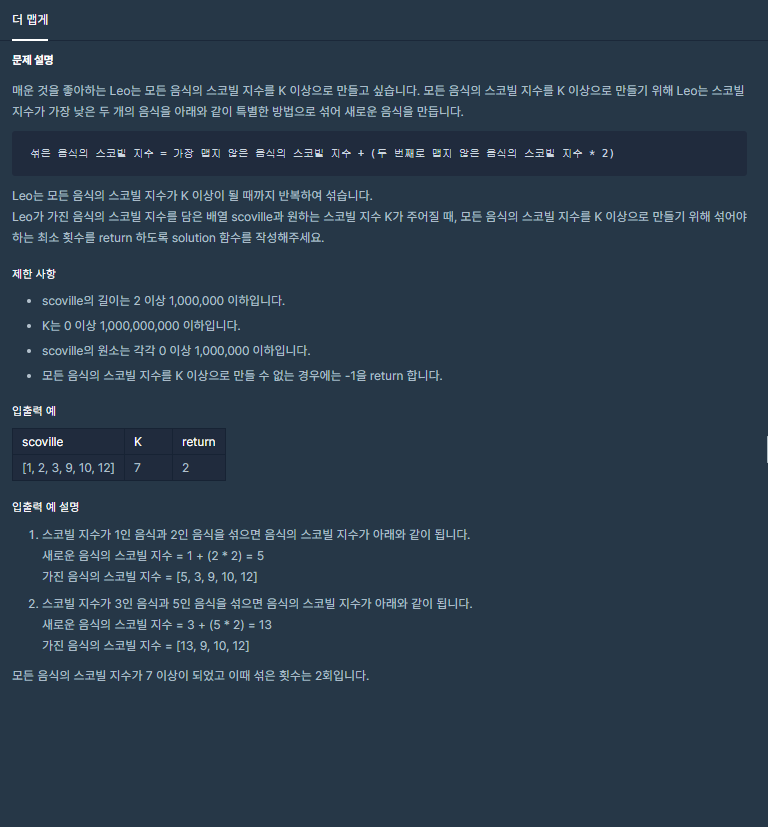 더 맵게
문제 설명
매운 것을 좋아하는 Leo는 모든 음식의 스코빌 지수를 K 이상으로 만들고 싶습니다. 모든 음식의 스코빌 지수를 K 이상으로 만들기 위해 Leo는 스코빌
지수가 가장 낮은 두 개의 음식을 아래와 같이 특별한 방법으로 섞어 새로운 음식을 만듭니다.
섞은 음식의 스코빌 지수 = 가장 맵지 않은 음식의 스코빌 지수 + (두 번째로 맵지 않은 음식의 스코빌 지수 * 2)
Leo는 모든 음식의 스코빌 지수가 K 이상이 될 때까지 반복하여 섞습니다.
Leo가 가진 음식의 스코빌 지수를 담은 배열 scoville과 원하는 스코빌 지수 K가 주어질 때, 모든 음식의 스코빌 지수를 K 이상으로 만들기 위해 섞어야
하는 최소 횟수를 return 하도록 solution 함수를 작성해주세요.
제한 사항
• scoville의 길이는 2 이상 1,000,000 이하입니다.
• K는 0 이상 1,000,000,000 이하입니다.
• scoville의 원소는 각각 0 이상 1,000,000 이하입니다.
• 모든 음식의 스코빌 지수를 K 이상으로 만들 수 없는 경우에는 -1을 return 합니다.
입출력 예
scoville K return
[1, 2, 3, 9, 10, 12] 7 2
입출력 예 설명
1. 스코빌 지수가 1인 음식과 2인 음식을 섞으면 음식의 스코빌 지수가 아래와 같이 됩니다.
새로운 음식의 스코빌 지수 = 1 + (2 * 2) = 5
가진 음식의 스코빌 지수 = [5, 3, 9, 10, 12]
2. 스코빌 지수가 3인 음식과 5인 음식을 섞으면 음식의 스코빌 지수가 아래와 같이 됩니다.
새로운 음식의 스코빌 지수 = 3 + (5 * 2) = 13
가진 음식의 스코빌 지수 = [13, 9, 10, 12]
모든 음식의 스코빌 지수가 7 이상이 되었고 이때 섞은 횟수는 2회입니다.